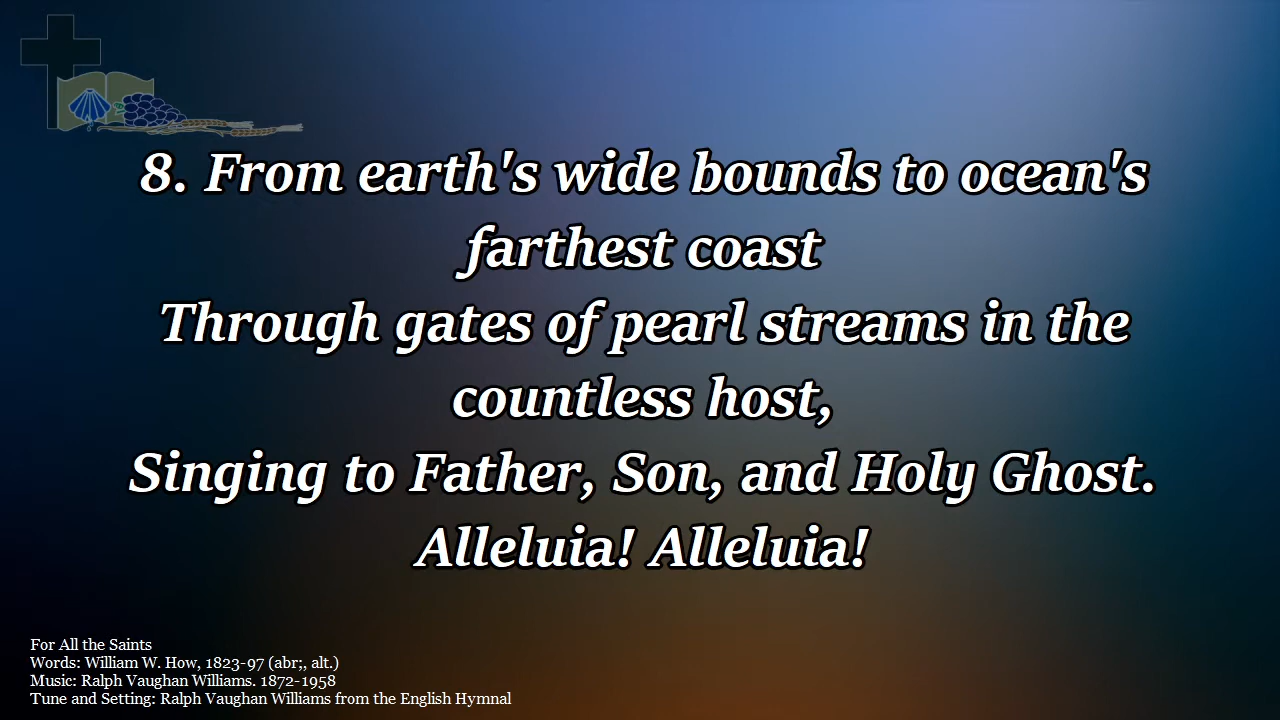 8. From earth's wide bounds to ocean's
farthest coast
Through gates of pearl streams in the
countless host,
Singing to Father, Son, and Holy Ghost.
Alleluia! Alleluia!
For All the Saints
Words: William W. How, 1823-97 (abr;, alt.)
Music: Ralph Vaughan Williams. 1872-1958
Tune and Setting: Ralph Vaughan Williams from the English Hymnal